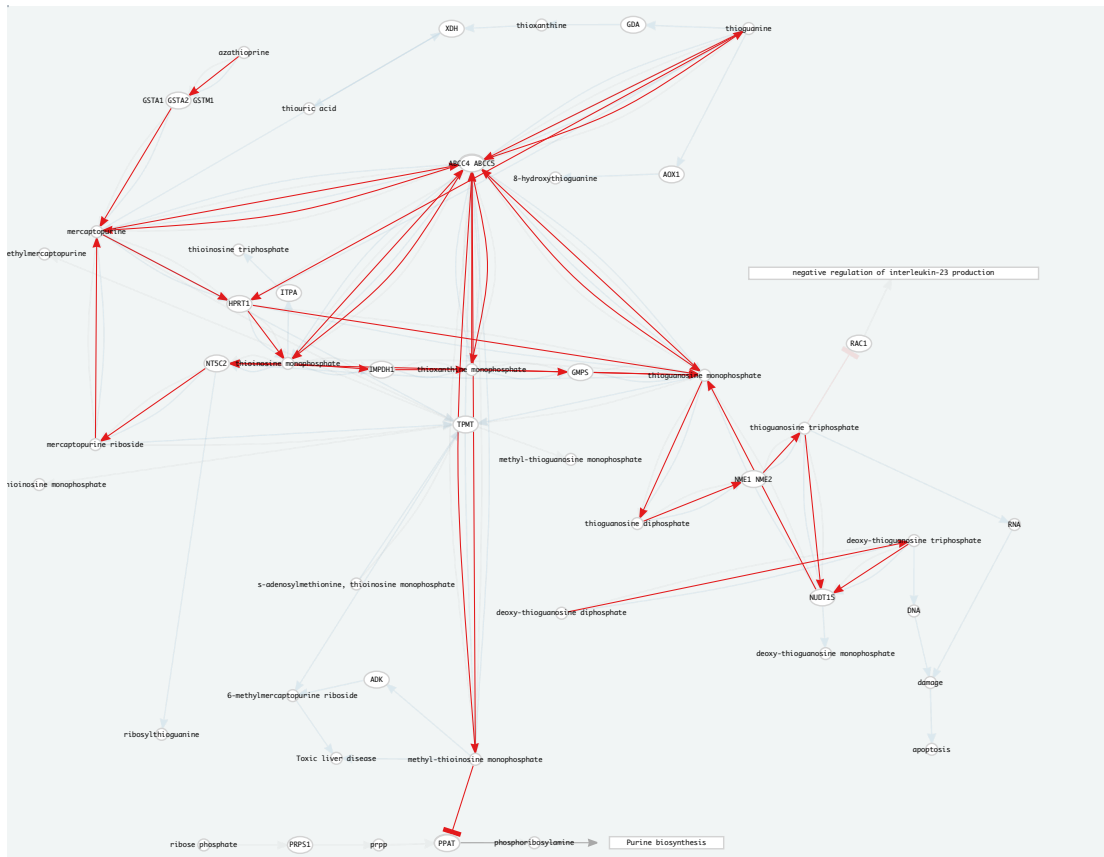 XDH
thioxanthine
GDA
thioguanine
azathioprine
GSTA1 GSTA2 GSTM1
thiouric acid
ABCC4 ABCC5
8-hydroxythioguanine
AOX1
mercaptopurine
ethylmercaptopurine
thioinosine triphosphate
negative regulation of interleukin-23 production
ITPA
HPRT1
RAC1
NT5C2
thioinosine monophosphate
IMPDH1
thioxanthine monophosphate
GMPS
thioguanosine monophosphate
TPMT
thioguanosine triphosphate
mercaptopurine riboside
methyl-thioguanosine monophosphate
NME1 NME2
hioinosine monophosphate
thioguanosine diphosphate
RNA
deoxy-thioguanosine triphosphate
s-adenosylmethionine, thioinosine monophosphate
NUDT15
deoxy-thioguanosine diphosphate
DNA
deoxy-thioguanosine monophosphate
ADK
damage
6-methylmercaptopurine riboside
ribosylthioguanine
apoptosis
Toxic liver disease
methyl-thioinosine monophosphate
ribose phosphate
PRPS1
prpp
PPAT
phosphoribosylamine
Purine biosynthesis